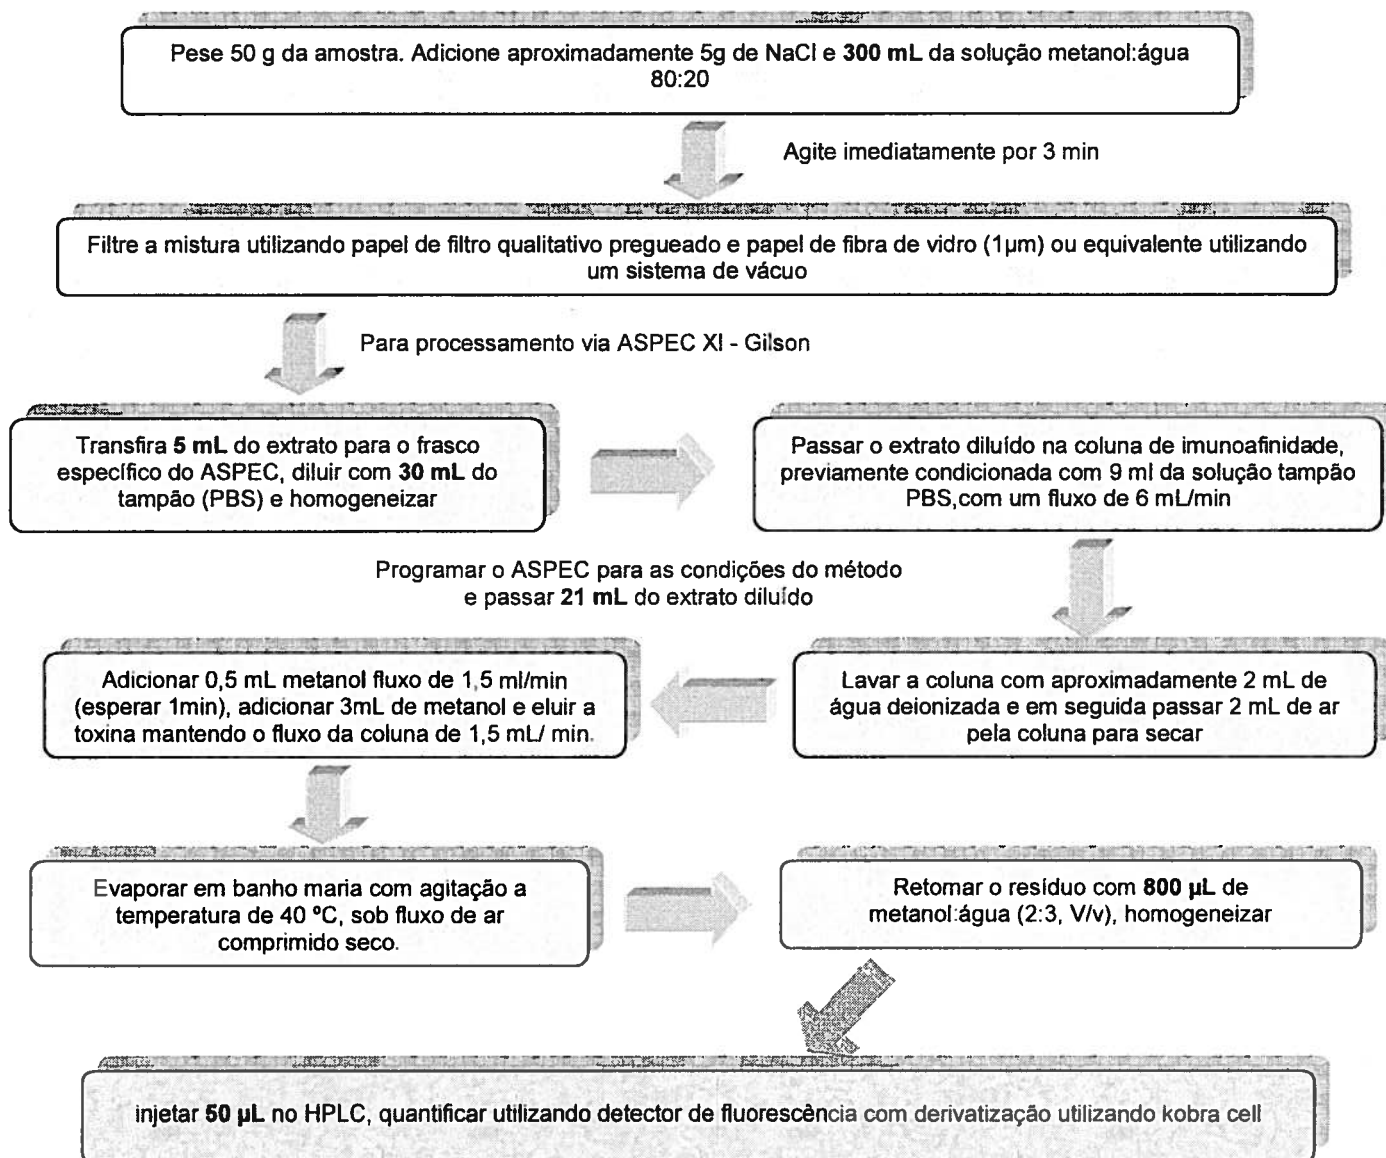 Pese 50 g da amostra. Adicione aproximadamente 5g de NaCl e 300 mL da solução metanol:água
80:20
Agite imediatamente por 3 min
Filtre a mistura utilizando papel de filtro qualitativo pregueado e papel de fibra de vidro (1µm) ou equivalente utilizando
um sistema de vácuo
Para processamento via ASPEC XI - Gilson
Transfira 5 mL do extrato para o frasco
específico do ASPEC, diluir com 30 mL do
tampão (PBS) e homogeneizar
Passar o extrato diluído na coluna de imunoafinidade,
previamente condicionada com 9 ml da solução tampão
PBS,com um fluxo de 6 mL/min
Programar o ASPEC para as condições do método
e passar 21 mL do extrato diluído
Lavar a coluna com aproximadamente 2 mL de
água deionizada e em seguida passar 2 mL de ar
pela coluna para secar
Adicionar 0,5 mL metanol fluxo de 1,5 ml/min
(esperar 1min), adicionar 3mL de metanol e eluir a
toxina mantendo o fluxo da coluna de 1,5 mL/ min.
Evaporar em banho maria com agitação a
temperatura de 40 ºC, sob fluxo de ar
comprimido seco.
Retomar o resíduo com 800 µL de
metanol:água (2:3, V/v), homogeneizar
injetar 50 µL no HPLC, quantificar utilizando detector de fluorescência com derivatização utilizando kobra cell